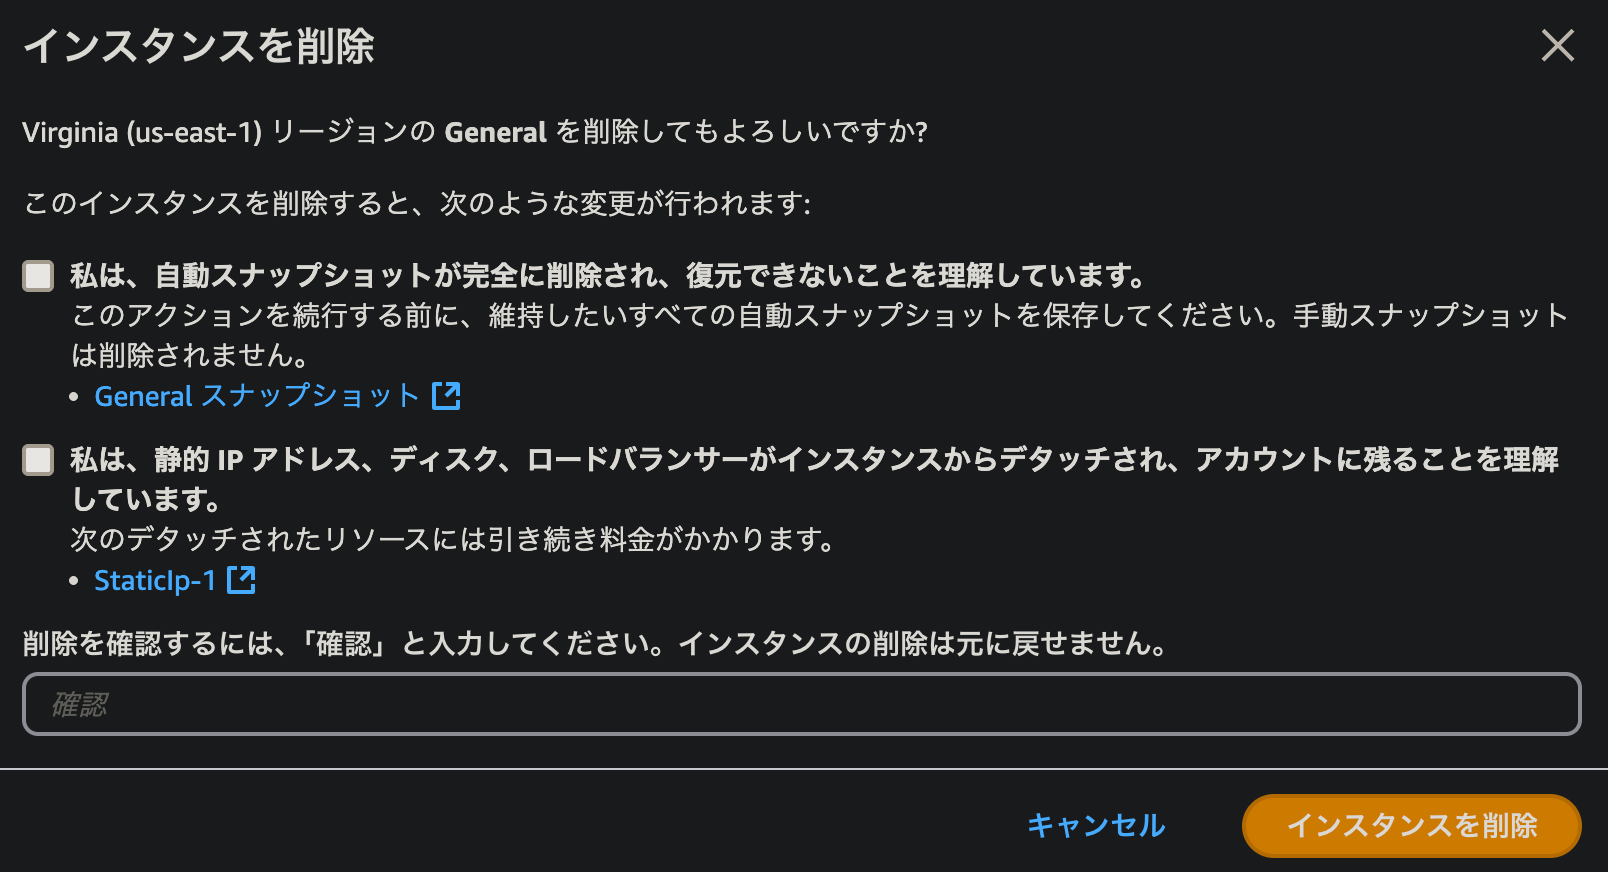 インスタンスを削除
Virginia (us-east-1) リージョンの General を削除してもよろしいですか?
このインスタンスを削除すると、次のような変更が行われます:
私は、自動スナップショットが完全に削除され、復元できないことを理解しています。
このアクションを続行する前に、維持したいすべての自動スナップショットを保存してください。手動スナップショット
は削除されません。
• General スナップショット
私は、静的 IP アドレス、ディスク、ロードバランサーがインスタンスからデタッチされ、アカウントに残ることを理解
しています。
次のデタッチされたリソースには引き続き料金がかかります。
• StaticIp-1
削除を確認するには、「確認」と入力してください。インスタンスの削除は元に戻せません。
確認
キャンセル
インスタンスを削除